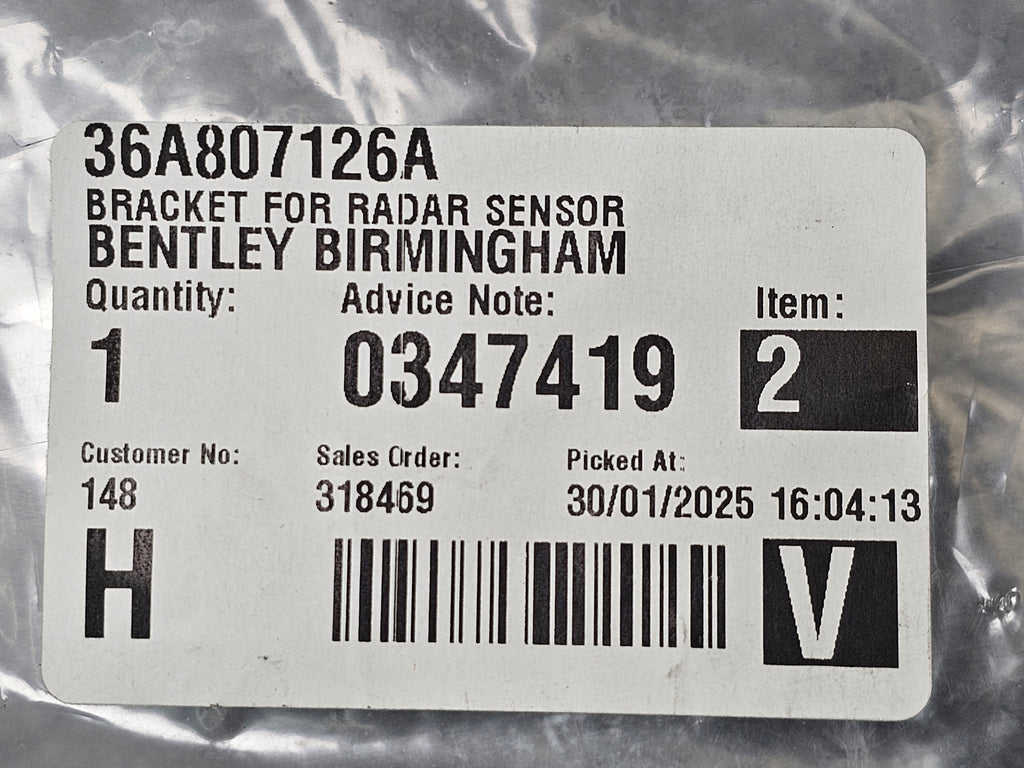 36A807126A
BRACKET FOR RADAR SENSOR
BENTLEY BIRMINGHAM
Quantity: Advice Note: Item:
1 0347419 2
Customer No: Sales Order: Picked At:
148 318469 30/01/2025 16:04:13
H V